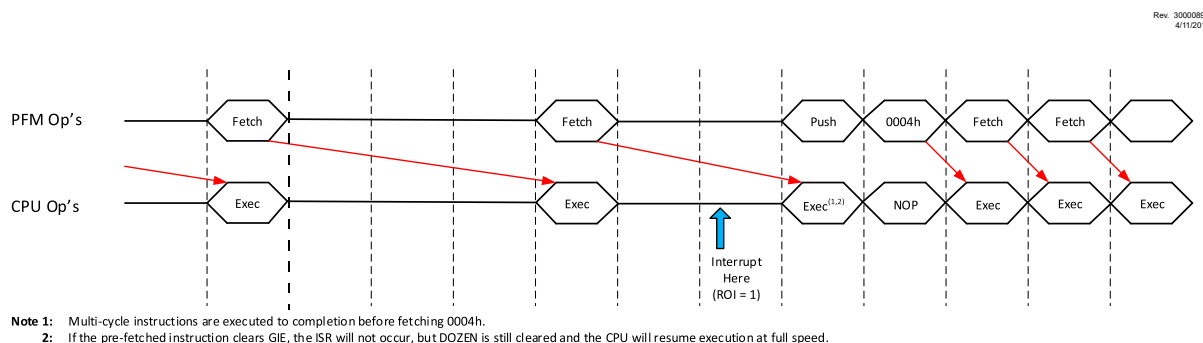 Rev. 3000089
4/11/201
PFM Op's
Fetch
Fetch
Push
0004h
Fetch
Fetch
CPU Op's
Exec
Exec
Exec(1,2)
NOP
Exec
Exec
Exec
Interrupt
Here
(ROI = 1)
Note 1: Multi-cycle instructions are executed to completion before fetching 0004h.
2: If the pre-fetched instruction clears GIE, the ISR will not occur, but DOZEN is still cleared and the CPU will resume execution at full speed.